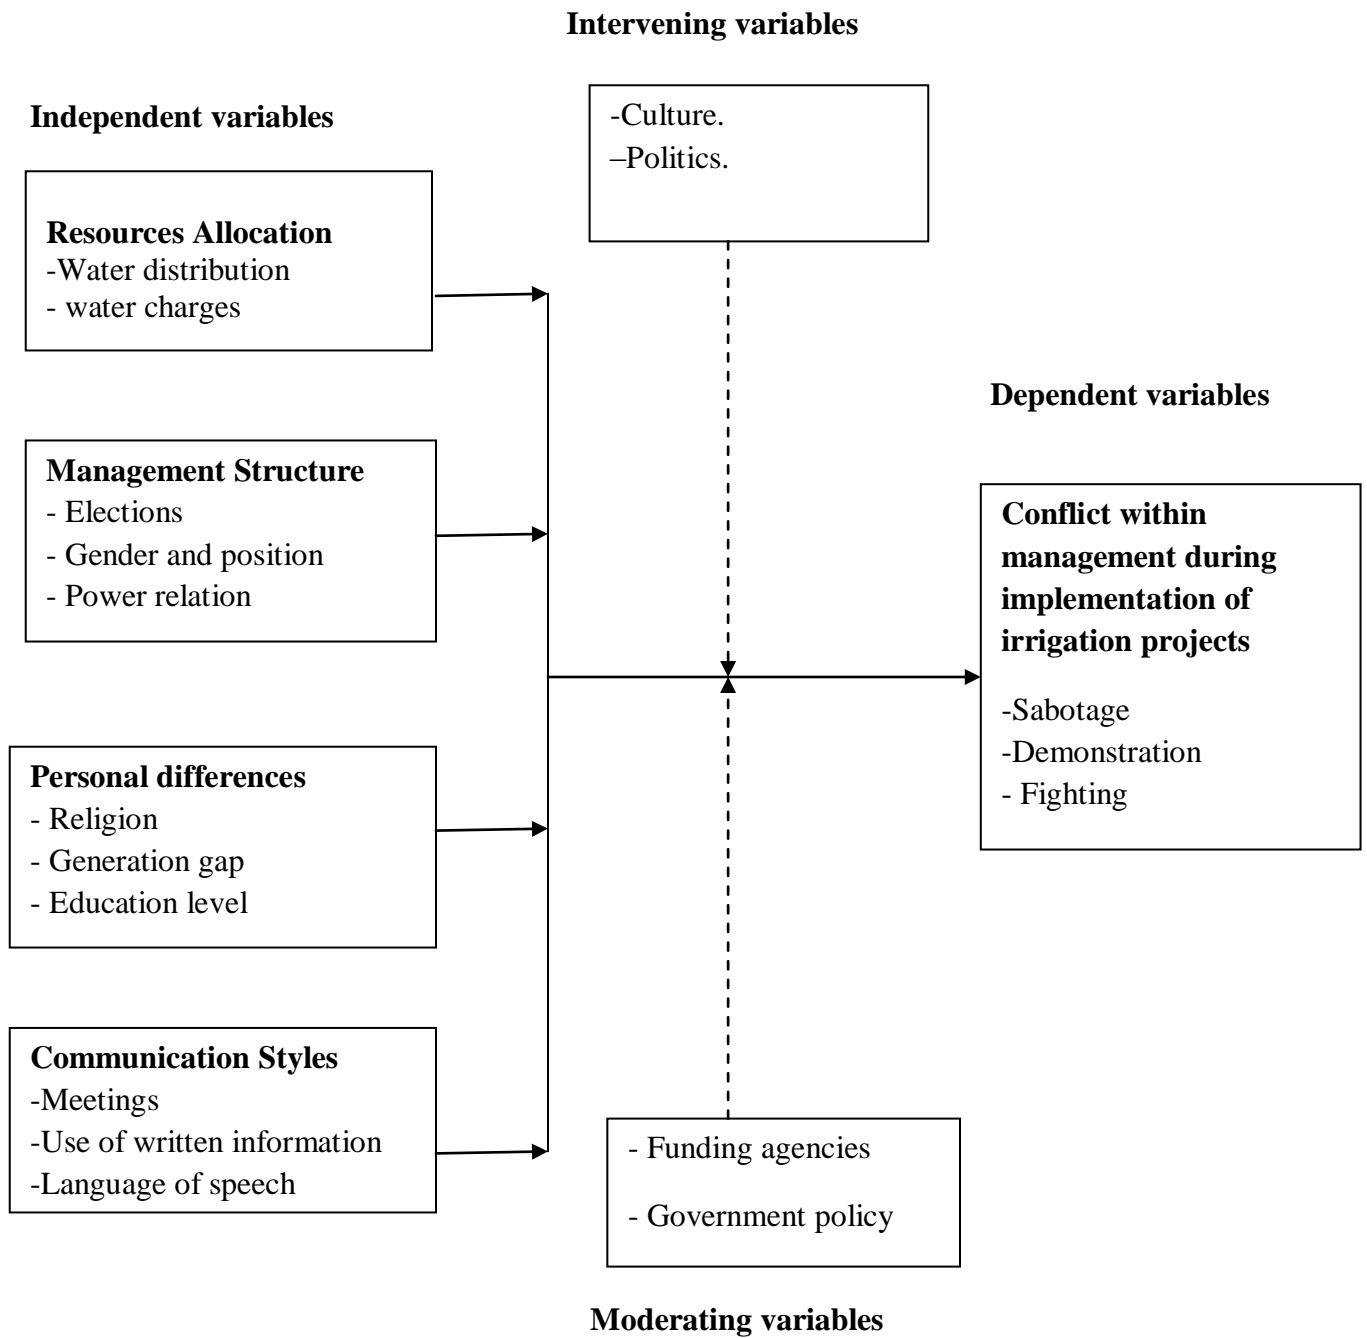 Intervening variables
Independent variables
-Culture.
–Politics.
Resources Allocation
-Water distribution
- water charges
Management Structure
- Elections
- Gender and position
- Power relation
Personal differences
- Religion
- Generation gap
- Education level
Communication Styles
-Meetings
-Use of written information
-Language of speech
Dependent variables
Conflict within
management during
implementation of
irrigation projects
-Sabotage
-Demonstration
- Fighting
- Funding agencies
- Government policy
Moderating variables